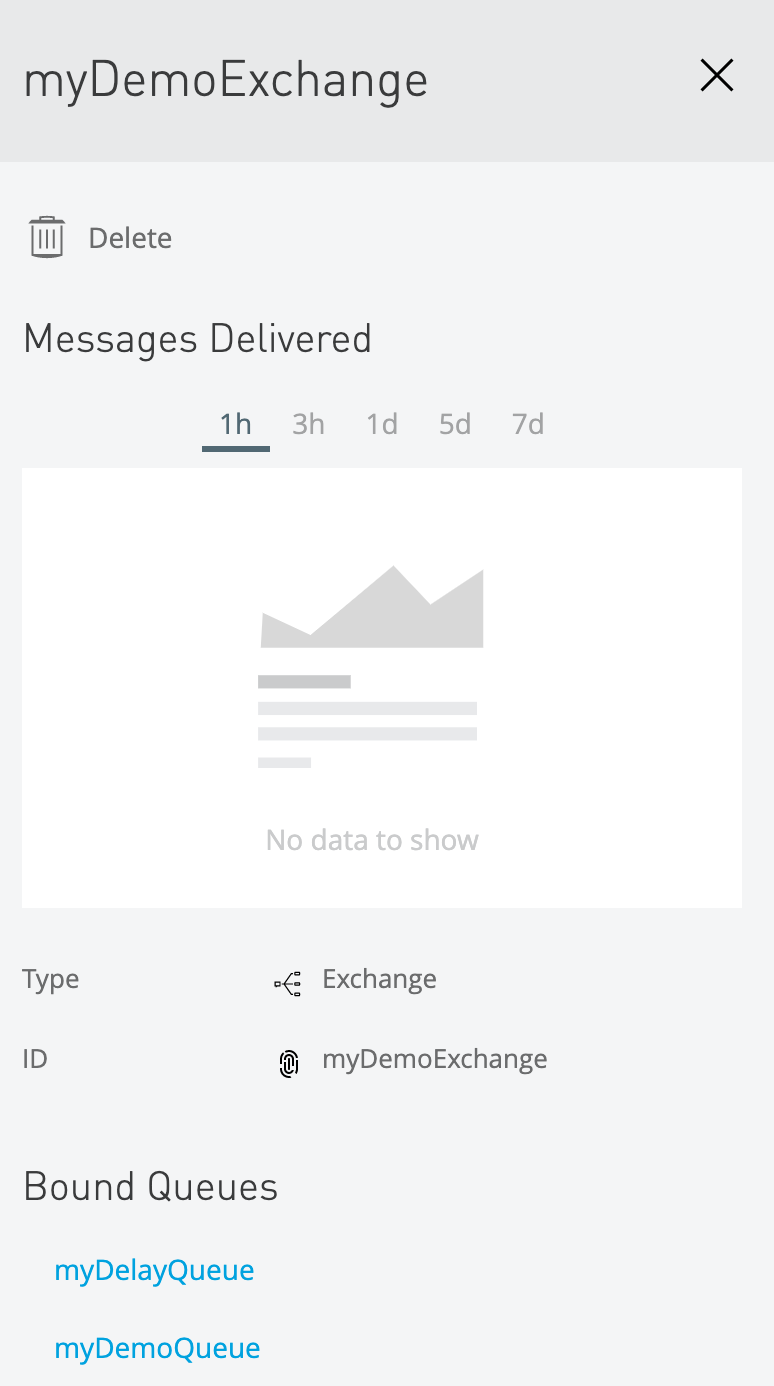 myDemoExchange
Delete
Messages Delivered
1h 3h 1d 5d 7d
No data to show
Type Exchange
ID myDemoExchange
Bound Queues
myDelayQueue
myDemoQueue